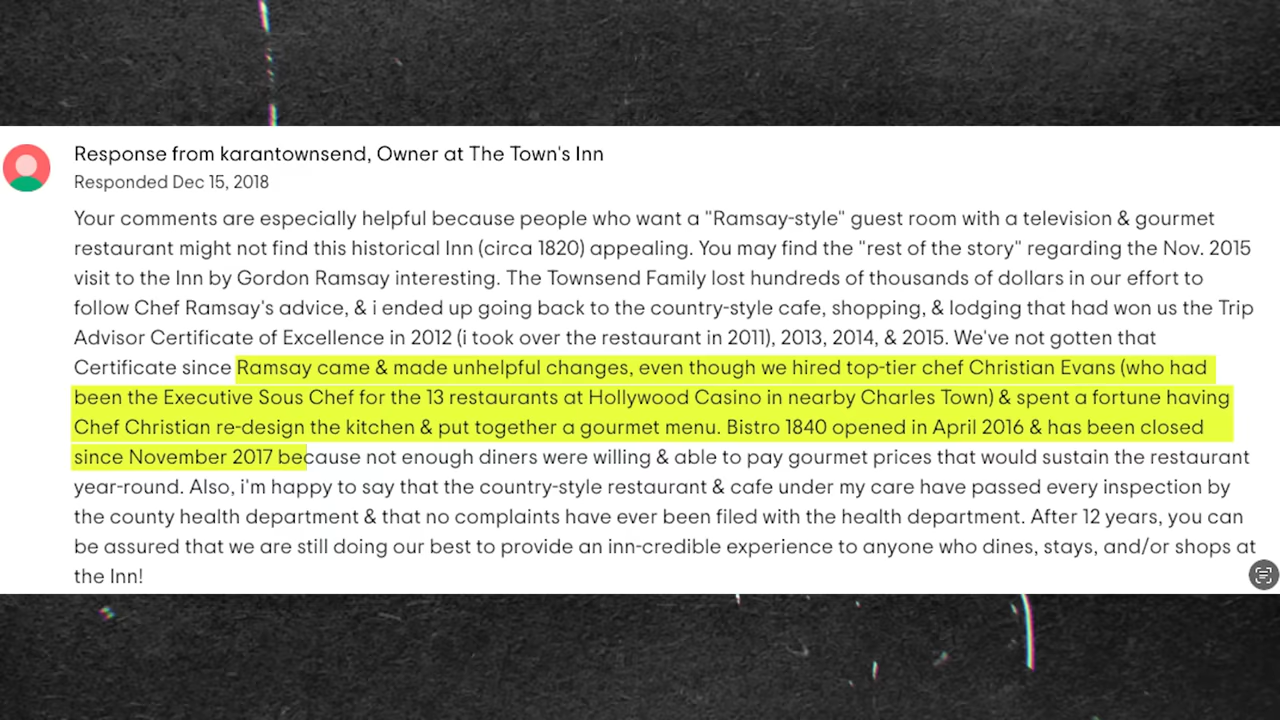 Response from karantownsend, Owner at The Town's Inn
Responded Dec 15, 2018
Your comments are especially helpful because people who want a "Ramsay-style" guest room with a television & gourmet
restaurant might not find this historical Inn (circa 1820) appealing. You may find the "rest of the story" regarding the Nov. 2015
visit to the Inn by Gordon Ramsay interesting. The Townsend Family lost hundreds of thousands of dollars in our effort to
follow Chef Ramsay's advice, & i ended up going back to the country-style cafe, shopping, & lodging that had won us the Trip
Advisor Certificate of Excellence in 2012 (i took over the restaurant in 2011), 2013, 2014, & 2015. We've not gotten that
Certificate since Ramsay came & made unhelpful changes, even though we hired top-tier chef Christian Evans (who had
been the Executive Sous Chef for the 13 restaurants at Hollywood Casino in nearby Charles Town) & spent a fortune having
Chef Christian re-design the kitchen & put together a gourmet menu. Bistro 1840 opened in April 2016 & has been closed
since November 2017 because not enough diners were willing & able to pay gourmet prices that would sustain the restaurant
year-round. Also, i'm happy to say that the country-style restaurant & cafe under my care have passed every inspection by
the county health department & that no complaints have ever been filed with the health department. After 12 years, you can
be assured that we are still doing our best to provide an inn-credible experience to anyone who dines, stays, and/or shops at
the Inn!